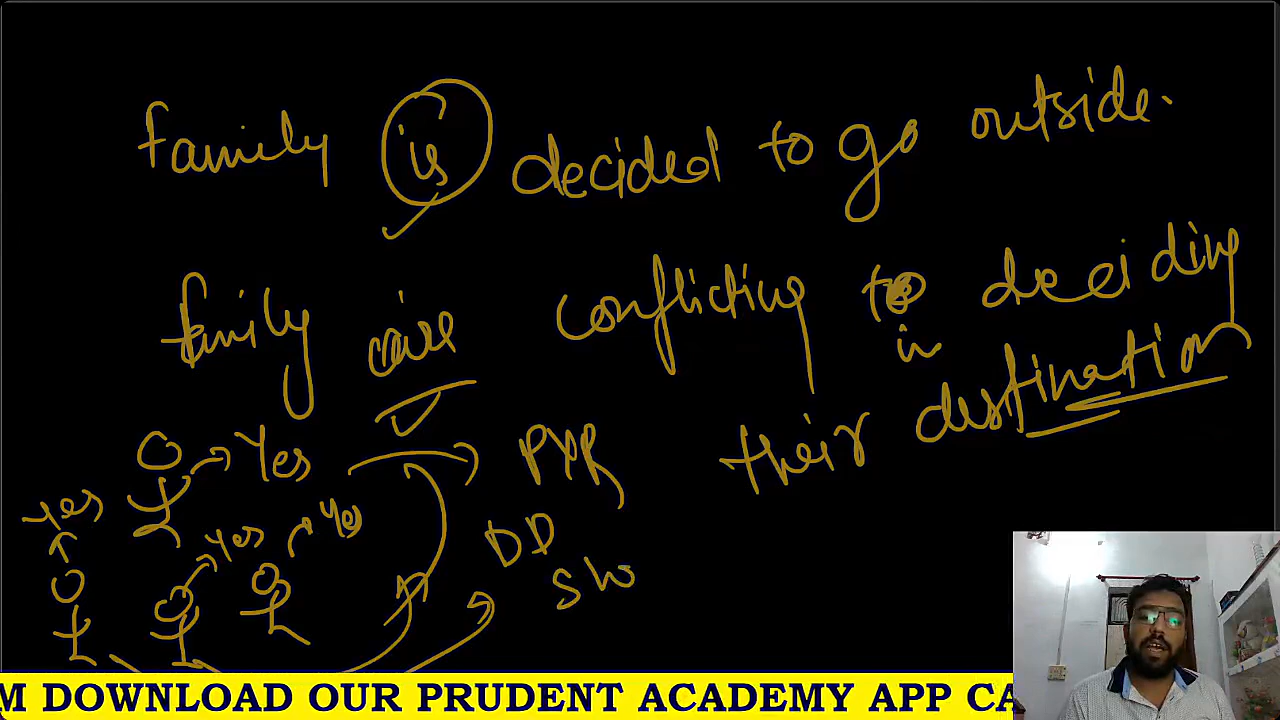 Family is decided to go outside.
family are conflicting to deciding
in
their destination
Yes
Yes
Yes
Yes
PVR
DD
SW
M DOWNLOAD OUR PRUDENT ACADEMY APP CA